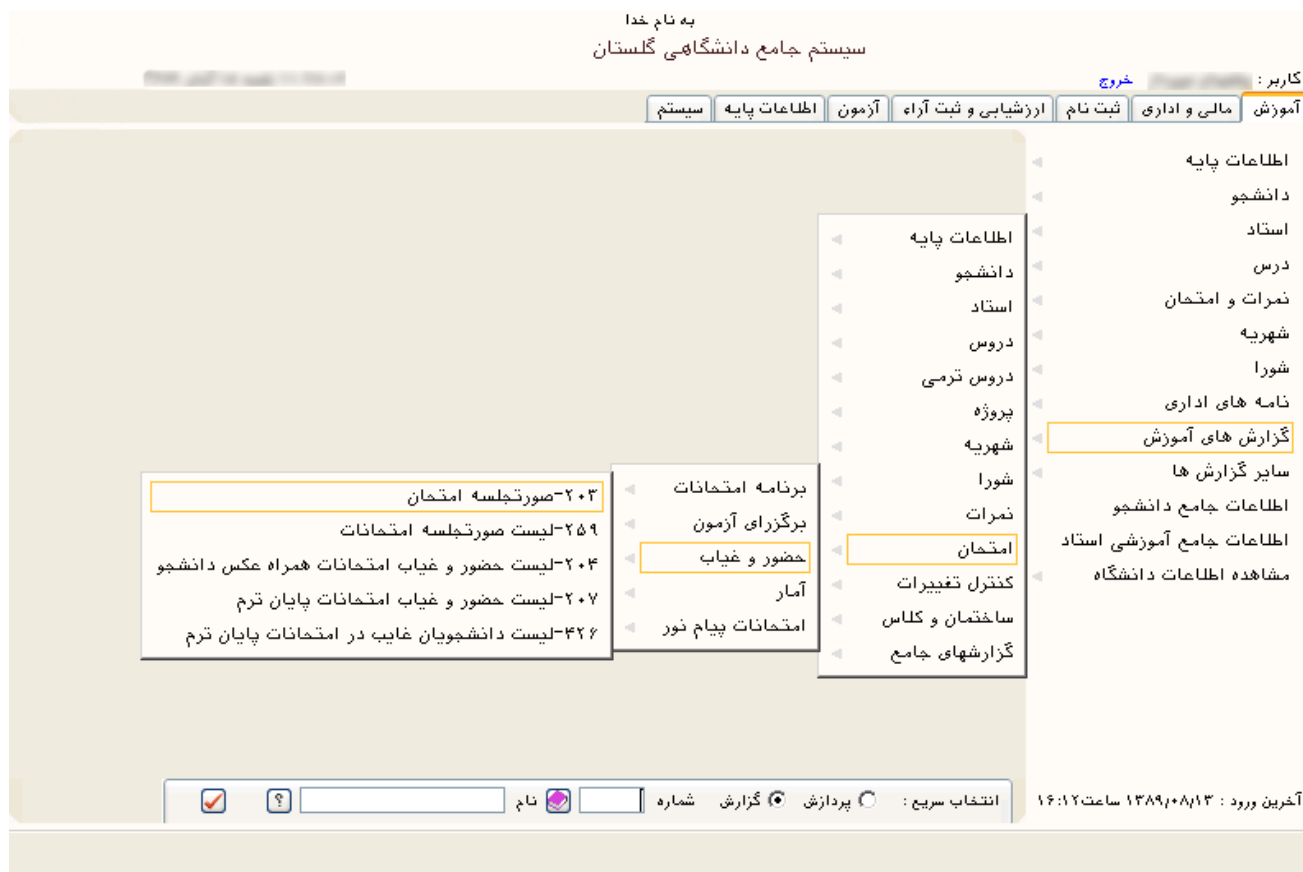 به نام خدا
سیستم جامع دانشگاهی گلستان
کاربر : خروج
آموزش مالی و اداری ثبت نام ارزشیابی و ثبت آراء آزمون اطلاعات پایه سیستم
اطلاعات پایه
دانشجو
استاد
درس
نمرات و امتحان
شهریه
شورا
نامه های اداری
گزارش های آموزش
سایر گزارش ها
اطلاعات جامع دانشجو
اطلاعات جامع آموزشی استاد
مشاهده اطلاعات دانشگاه
اطلاعات پایه
دانشجو
استاد
دروس
دروس ترمی
پروژه
شهریه
شورا
نمرات
امتحان
کنترل تغییرات
ساختمان و کلاس
گزارشهای جامع
برنامه امتحانات
برگزرای آزمون
حضور و غیاب
آمار
امتحانات پیام نور
۲۰۳-صورتجلسه امتحان
۲۵۹-لیست صورتجلسه امتحانات
۲۰۴-لیست حضور و غیاب امتحانات همراه عکس دانشجو
۲۰۷-لیست حضور و غیاب امتحانات پایان ترم
۴۲۶-لیست دانشجویان غایب در امتحانات پایان ترم
آخرین ورود : ۱۳۸۹/۰۸/۱۳ ساعت۱۶:۱۲
انتخاب سریع : پردازش گزارش شماره نام ؟